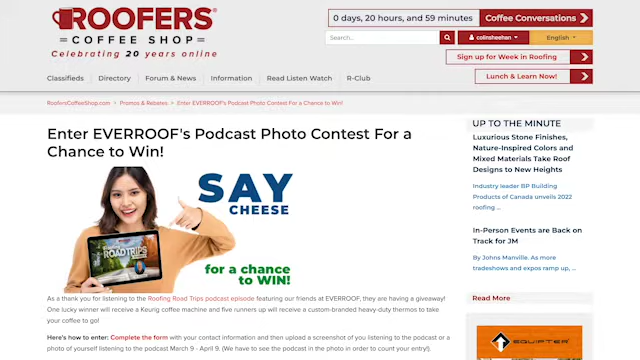 ROOFERS®
COFFEE SHOP
Celebrating 20 years online
0 days, 20 hours, and 59 minutes
Coffee Conversations
Search...
colinsheehan
English
Sign up for Week in Roofing
Lunch & Learn Now!
Classifieds
Directory
Forum & News
Information
Read Listen Watch
R-Club
RoofersCoffeeShop.com > Promos & Rebates > Enter EVERROOF's Podcast Photo Contest For a Chance to Win!
Enter EVERROOF's Podcast Photo Contest For a
Chance to Win!
SAY
CHEESE
ROAD TRIPS
for a chance
to WIN!
As a thank you for listening to the Roofing Road Trips podcast episode featuring our friends at EVERROOF, they are having a giveaway!
One lucky winner will receive a Keurig coffee machine and five runners up will receive a custom-branded heavy duty thermos to take
your coffee to go!
Here's how to enter: Complete the form with your contact information and then upload a screenshot of you listening to the podcast or a
photo of yourself listening to the podcast March 9 - April 9. (We have to see the podcast in the photo in order to count your entry!).
UP TO THE MINUTE
Luxurious Stone Finishes,
Nature-Inspired Colors and
Mixed Materials Take Roof
Designs to New Heights
Industry leader BP Building
Products of Canada unveils 2022
roofing ...
In-Person Events are Back on
Track for JM
By Johns Manville. As more
tradeshows and expos ramp up, ...
Read More
EQUIPTER